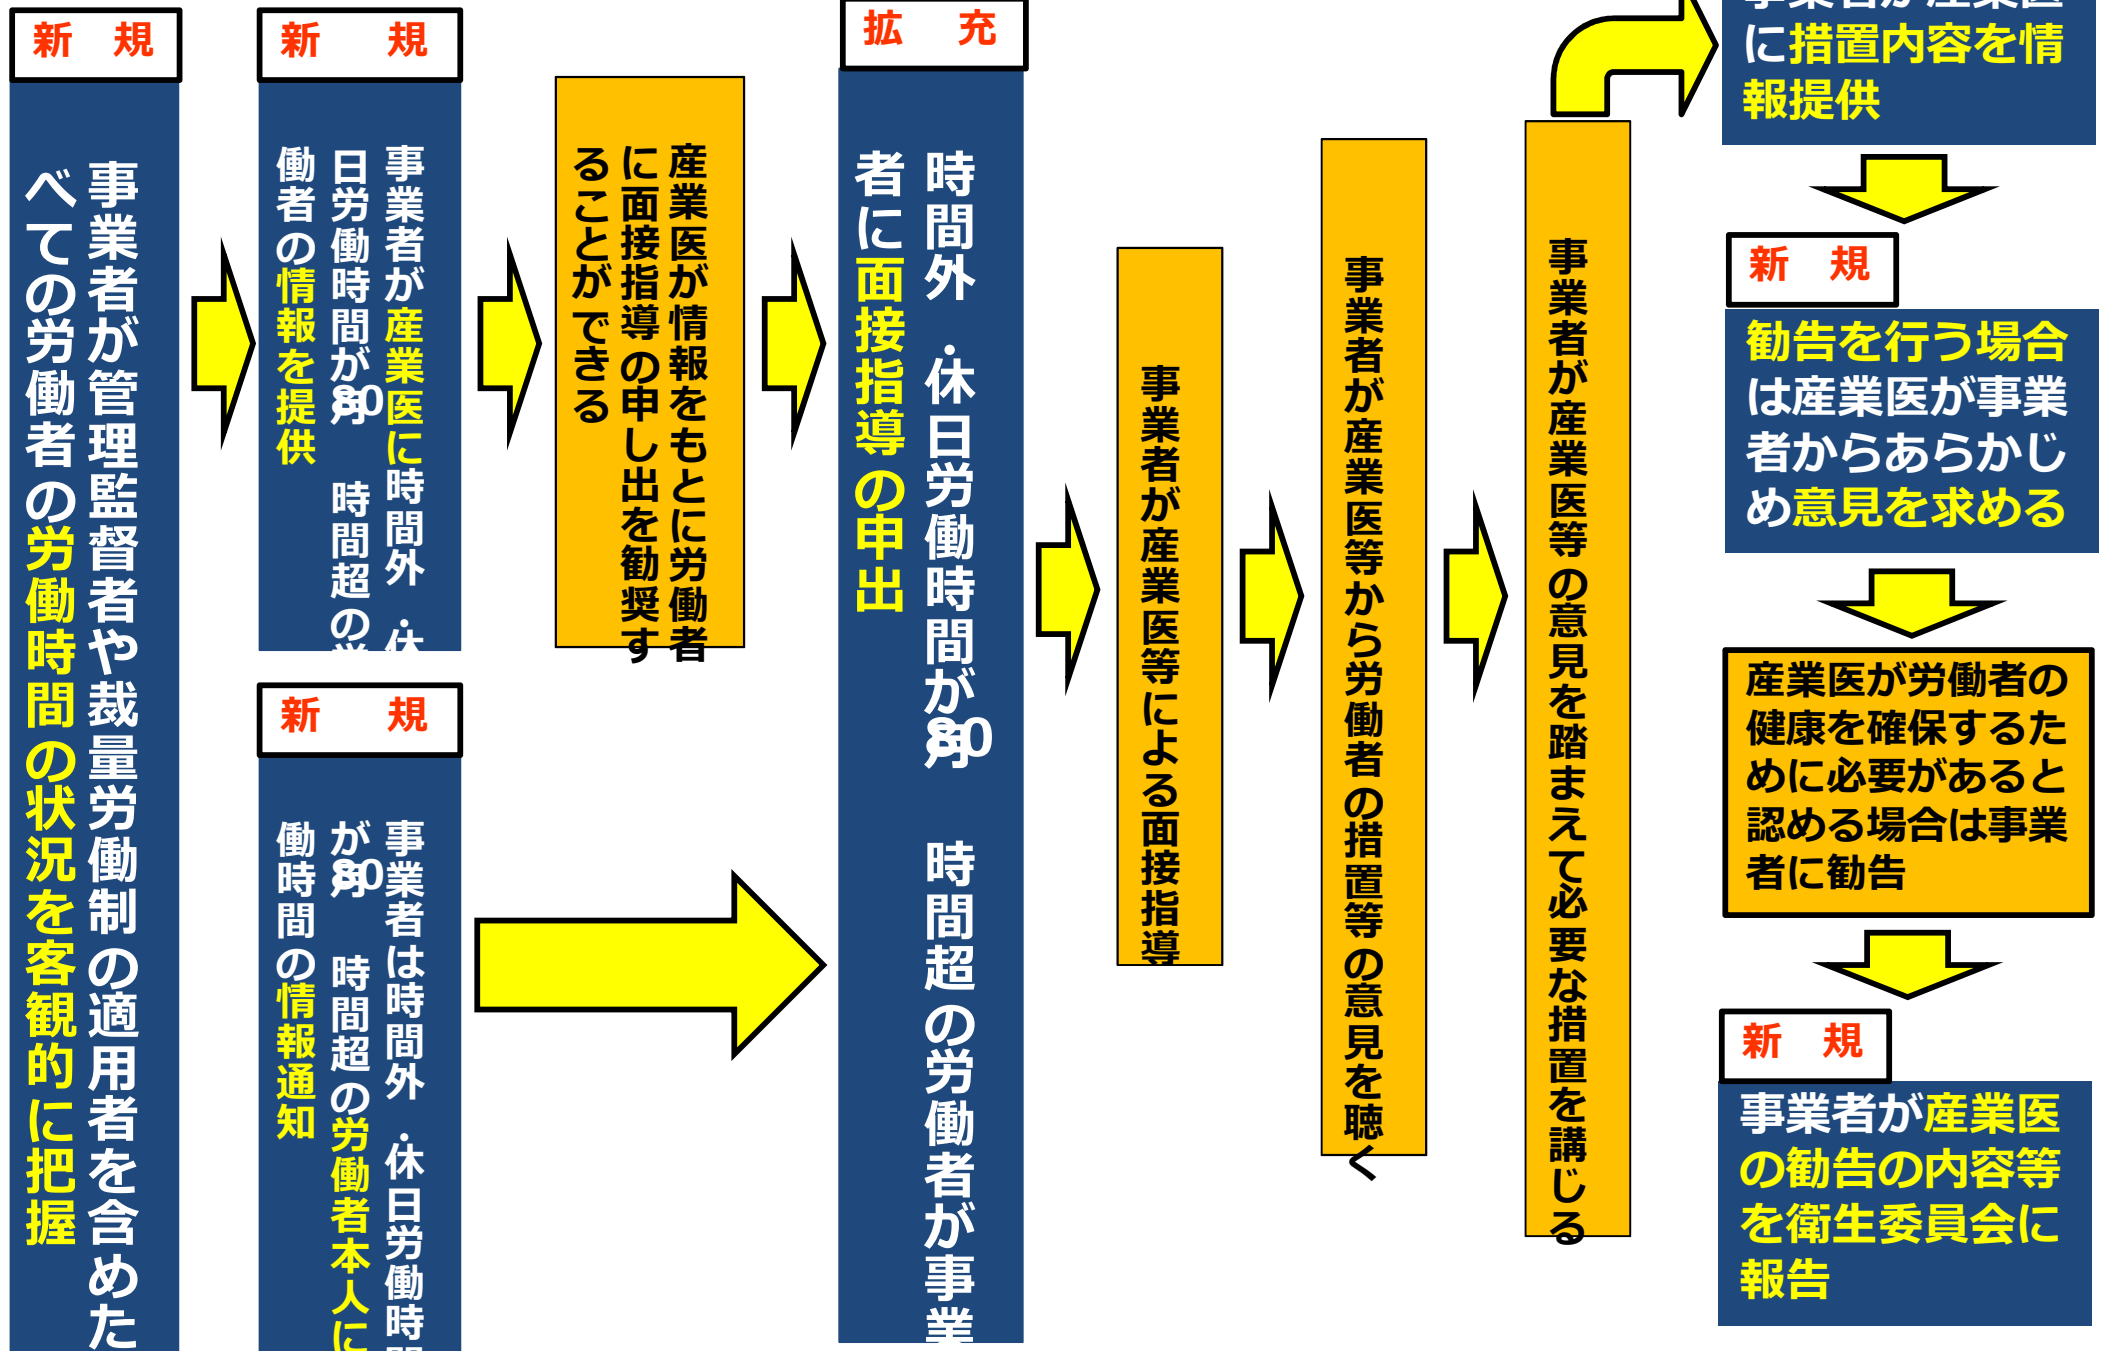 新 規
事業者が管理監督者や裁量労働制の適用者を含めた
べての労働者の労働時間の状況を客観的に把握
新 規
事業者が産業医に時間外・休
日労働時間が月80時間超の労
働者の情報を提供
新 規
事業者は時間外・休日労働時間
が月80時間超の労働者本人に
働時間の情報通知
産業医が情報をもとに労働者
に面接指導の申し出を勧奨す
ることができる
拡 充
時間外・休日労働時間が月80時間超の労働者が事業
者に面接指導の申出
事業者が産業医等による面接指導
事業者が産業医等から労働者の措置等の意見を聴く
事業者が産業医等の意見を踏まえて必要な措置を講じる
事業者が産業医
に措置内容を情
報提供
新 規
勧告を行う場合
は産業医が事業
者からあらかじ
め意見を求める
産業医が労働者の
健康を確保するた
めに必要があると
認める場合は事業
者に勧告
新 規
事業者が産業医
の勧告の内容等
を衛生委員会に
報告